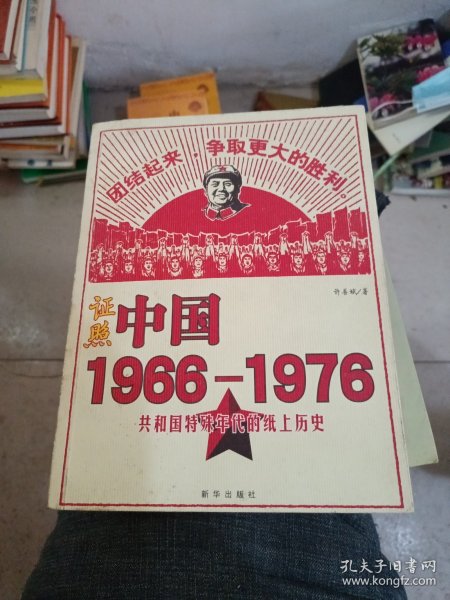 团结起来，争取更大的胜利。
许善斌/著
证照
中国
1966-1976
共和国特殊年代的纸上历史
新华出版社
孔夫子旧书网
www.kongfz.com